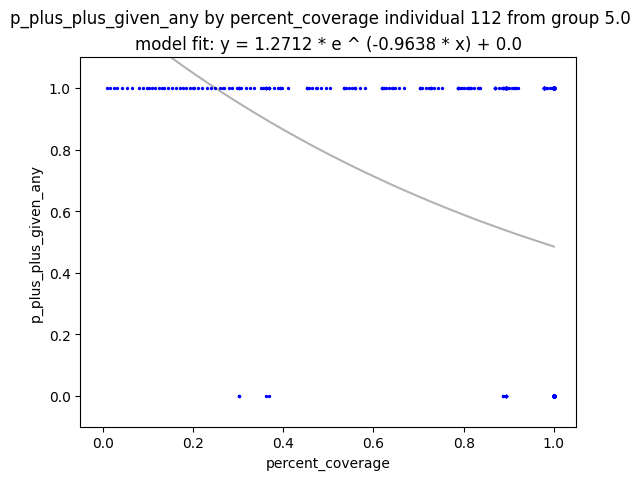 p_plus_plus_given_any by percent_coverage individual 112 from group 5.0
model fit: y = 1.2712 * e ^ (-0.9638 * x) + 0.0
1.0
0.8
0.6
0.4
0.2
0.0
p_plus_plus_given_any
0.0 0.2 0.4 0.6 0.8 1.0
percent_coverage